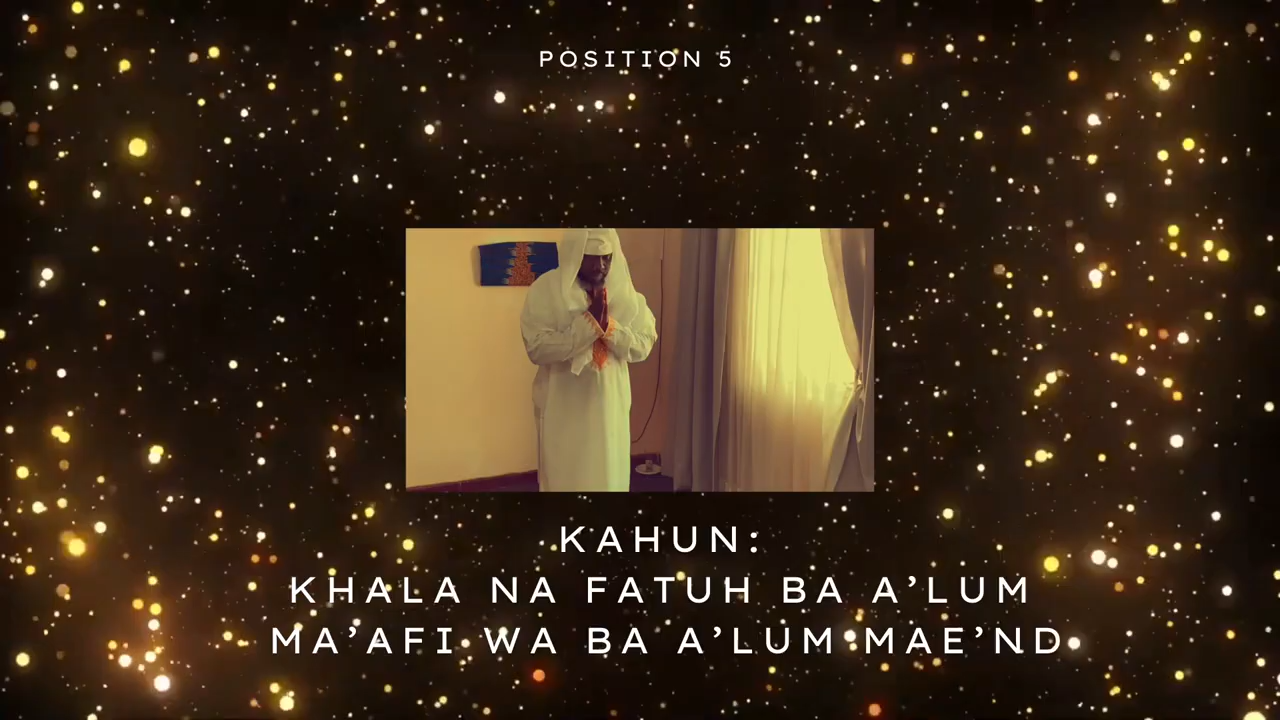 POSITION 5
KAHUN:
KHALA NA FATUH BA A’LUM
MA’AFI WA BA A’LUM MAE’ND